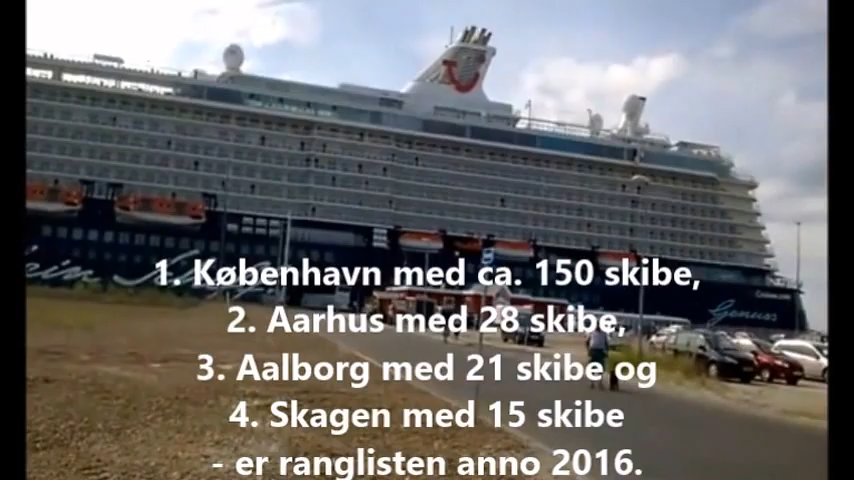 Genuss
1. København med ca. 150 skibe,
2. Aarhus med 28 skibe,
3. Aalborg med 21 skibe og
4. Skagen med 15 skibe
- er ranglisten anno 2016.